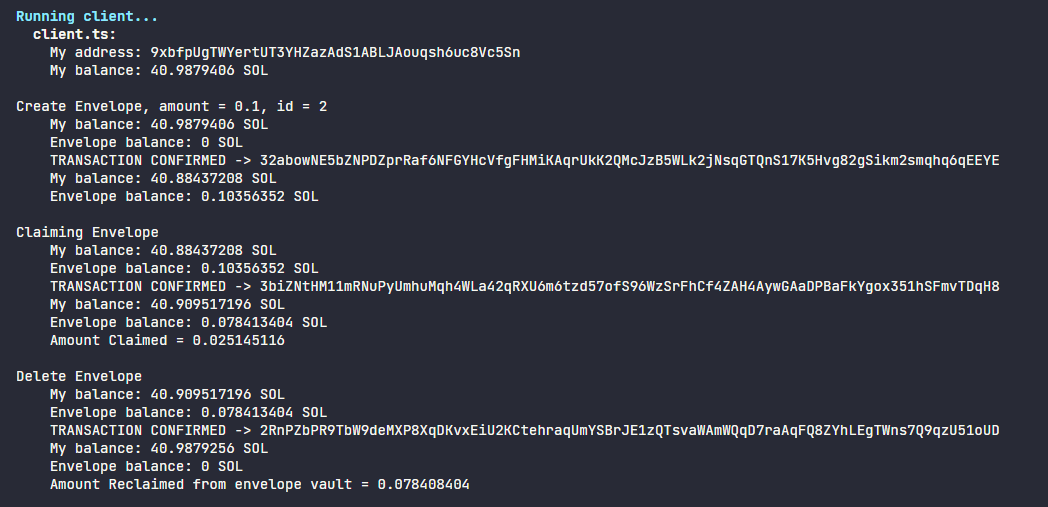 Running client...
client.ts:
My address: 9xbfpUgTWYertUT3YHZazAdS1ABLJAouqsh6uc8Vc5Sn
My balance: 40.9879406 SOL
Create Envelope, amount = 0.1, id = 2
My balance: 40.9879406 SOL
Envelope balance: 0 SOL
TRANSACTION CONFIRMED -> 32abowNE5bZNPDZprRaf6NFGYHcVfgFHMiKAqrUkK2QMcJzB5WLk2jNsqGTQnS17K5Hvg82gSikm2smqhq6qEEYE
My balance: 40.88437208 SOL
Envelope balance: 0.10356352 SOL
Claiming Envelope
My balance: 40.88437208 SOL
Envelope balance: 0.10356352 SOL
TRANSACTION CONFIRMED -> 3biZNtHM11mRNuPyUmhuMqh4WLa42qRXU6m6tzd57ofS96WzSrFhCf4ZAH4AywGAaDPBaFkYgox351hSFmvTDqH8
My balance: 40.909517196 SOL
Envelope balance: 0.078413404 SOL
Amount Claimed = 0.025145116
Delete Envelope
My balance: 40.909517196 SOL
Envelope balance: 0.078413404 SOL
TRANSACTION CONFIRMED -> 2RnPZbPR9TbW9deMXP8XqDKvxEiU2KCtehraqUmYSBrJE1zQTsvaWAmWQqD7raAqFQ8ZYhLEgTWns7Q9qzU51oUD
My balance: 40.9879256 SOL
Envelope balance: 0 SOL
Amount Reclaimed from envelope vault = 0.078408404